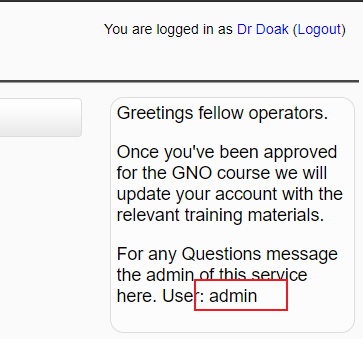 You are logged in as Dr Doak (Logout)
Greetings fellow operators.
Once you've been approved
for the GNO course we will
update your account with the
relevant training materials.
For any Questions message
the admin of this service
here. User: admin